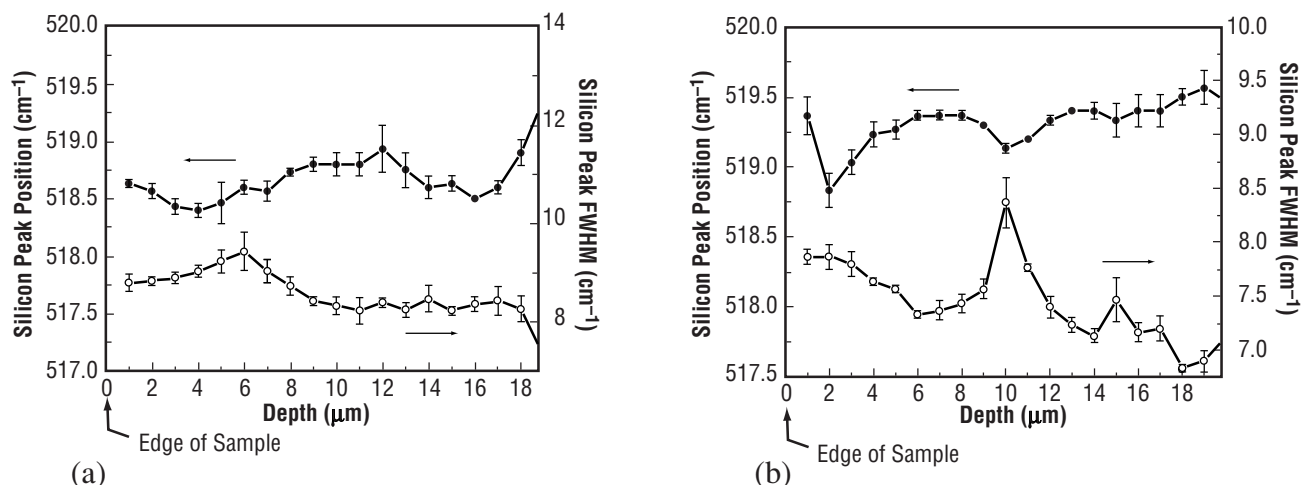 (a)
520.0
519.5
519.0
518.5
518.0
517.5
517.0
Silicon Peak Position (cm–1)
14
12
10
8
Silicon Peak FWHM (cm–1)
0 2 4 6 8 10 12 14 16 18
Depth (μm)
Edge of Sample
(a)
(b)
520.0
519.5
519.0
518.5
518.0
517.5
Silicon Peak Position (cm–1)
10.0
9.5
9.0
8.5
8.0
7.5
7.0
Silicon Peak FWHM (cm–1)
0 2 4 6 8 10 12 14 16 18
Depth (μm)
Edge of Sample
(b)